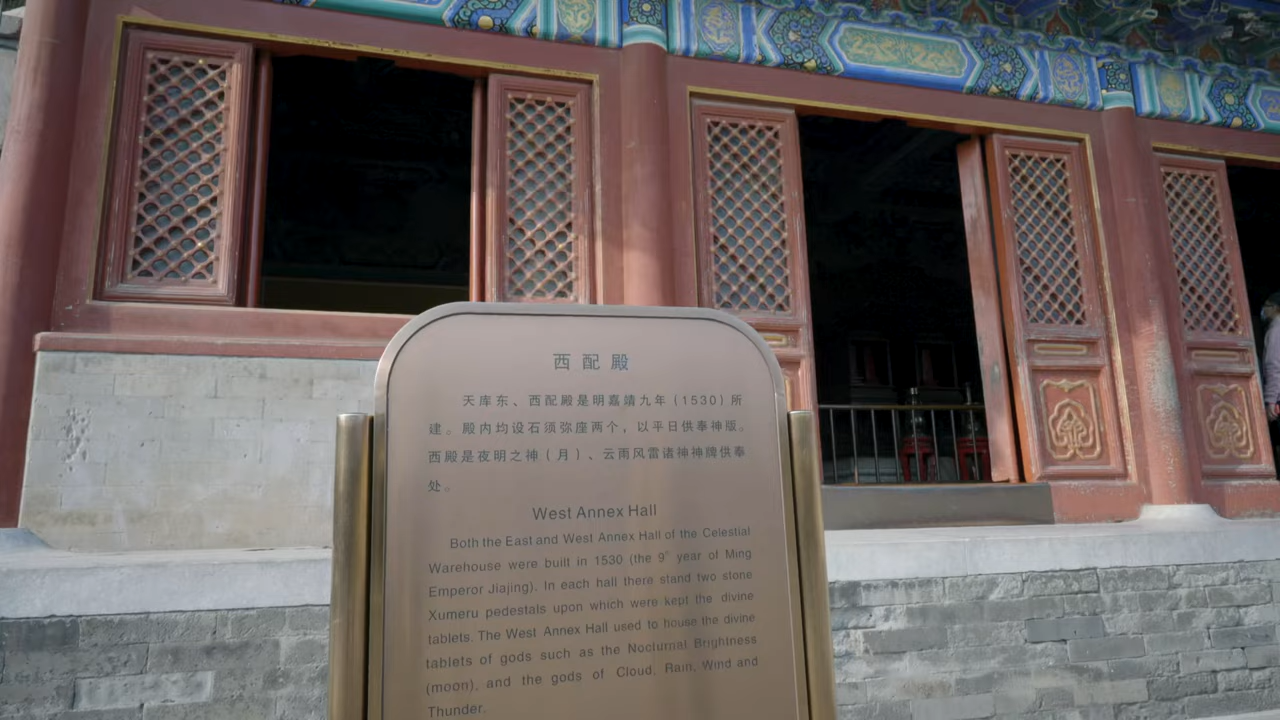 西配殿
天库东、西配殿是明嘉靖九年（1530）所
建。殿内均设石须弥座两个，以平日供奉神版。
西殿是夜明之神（月）、云雨风雷诸神神牌供奉
处。
West Annex Hall
Both the East and West Annex Hall of the Celestial
Warehouse were built in 1530 (the 9° year of Ming
Emperor Jiajing). In each hall there stand two stone
Xumeru pedestals upon which were kept the divine
tablets. The West Annex Hall used to house the divine
tablets of gods such as the Nocturnal Brightness
(moon), and the gods of Cloud, Rain, Wind and
Thunder.